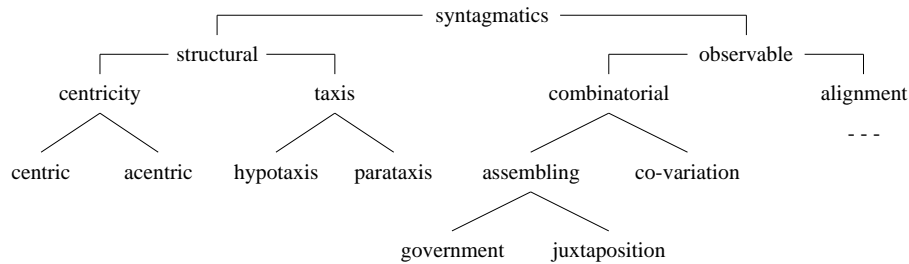 syntagmatics
structural observable
centricity taxis combinatorial alignment
- - -
centric acentric hypotaxis parataxis assembling co-variation
government juxtaposition